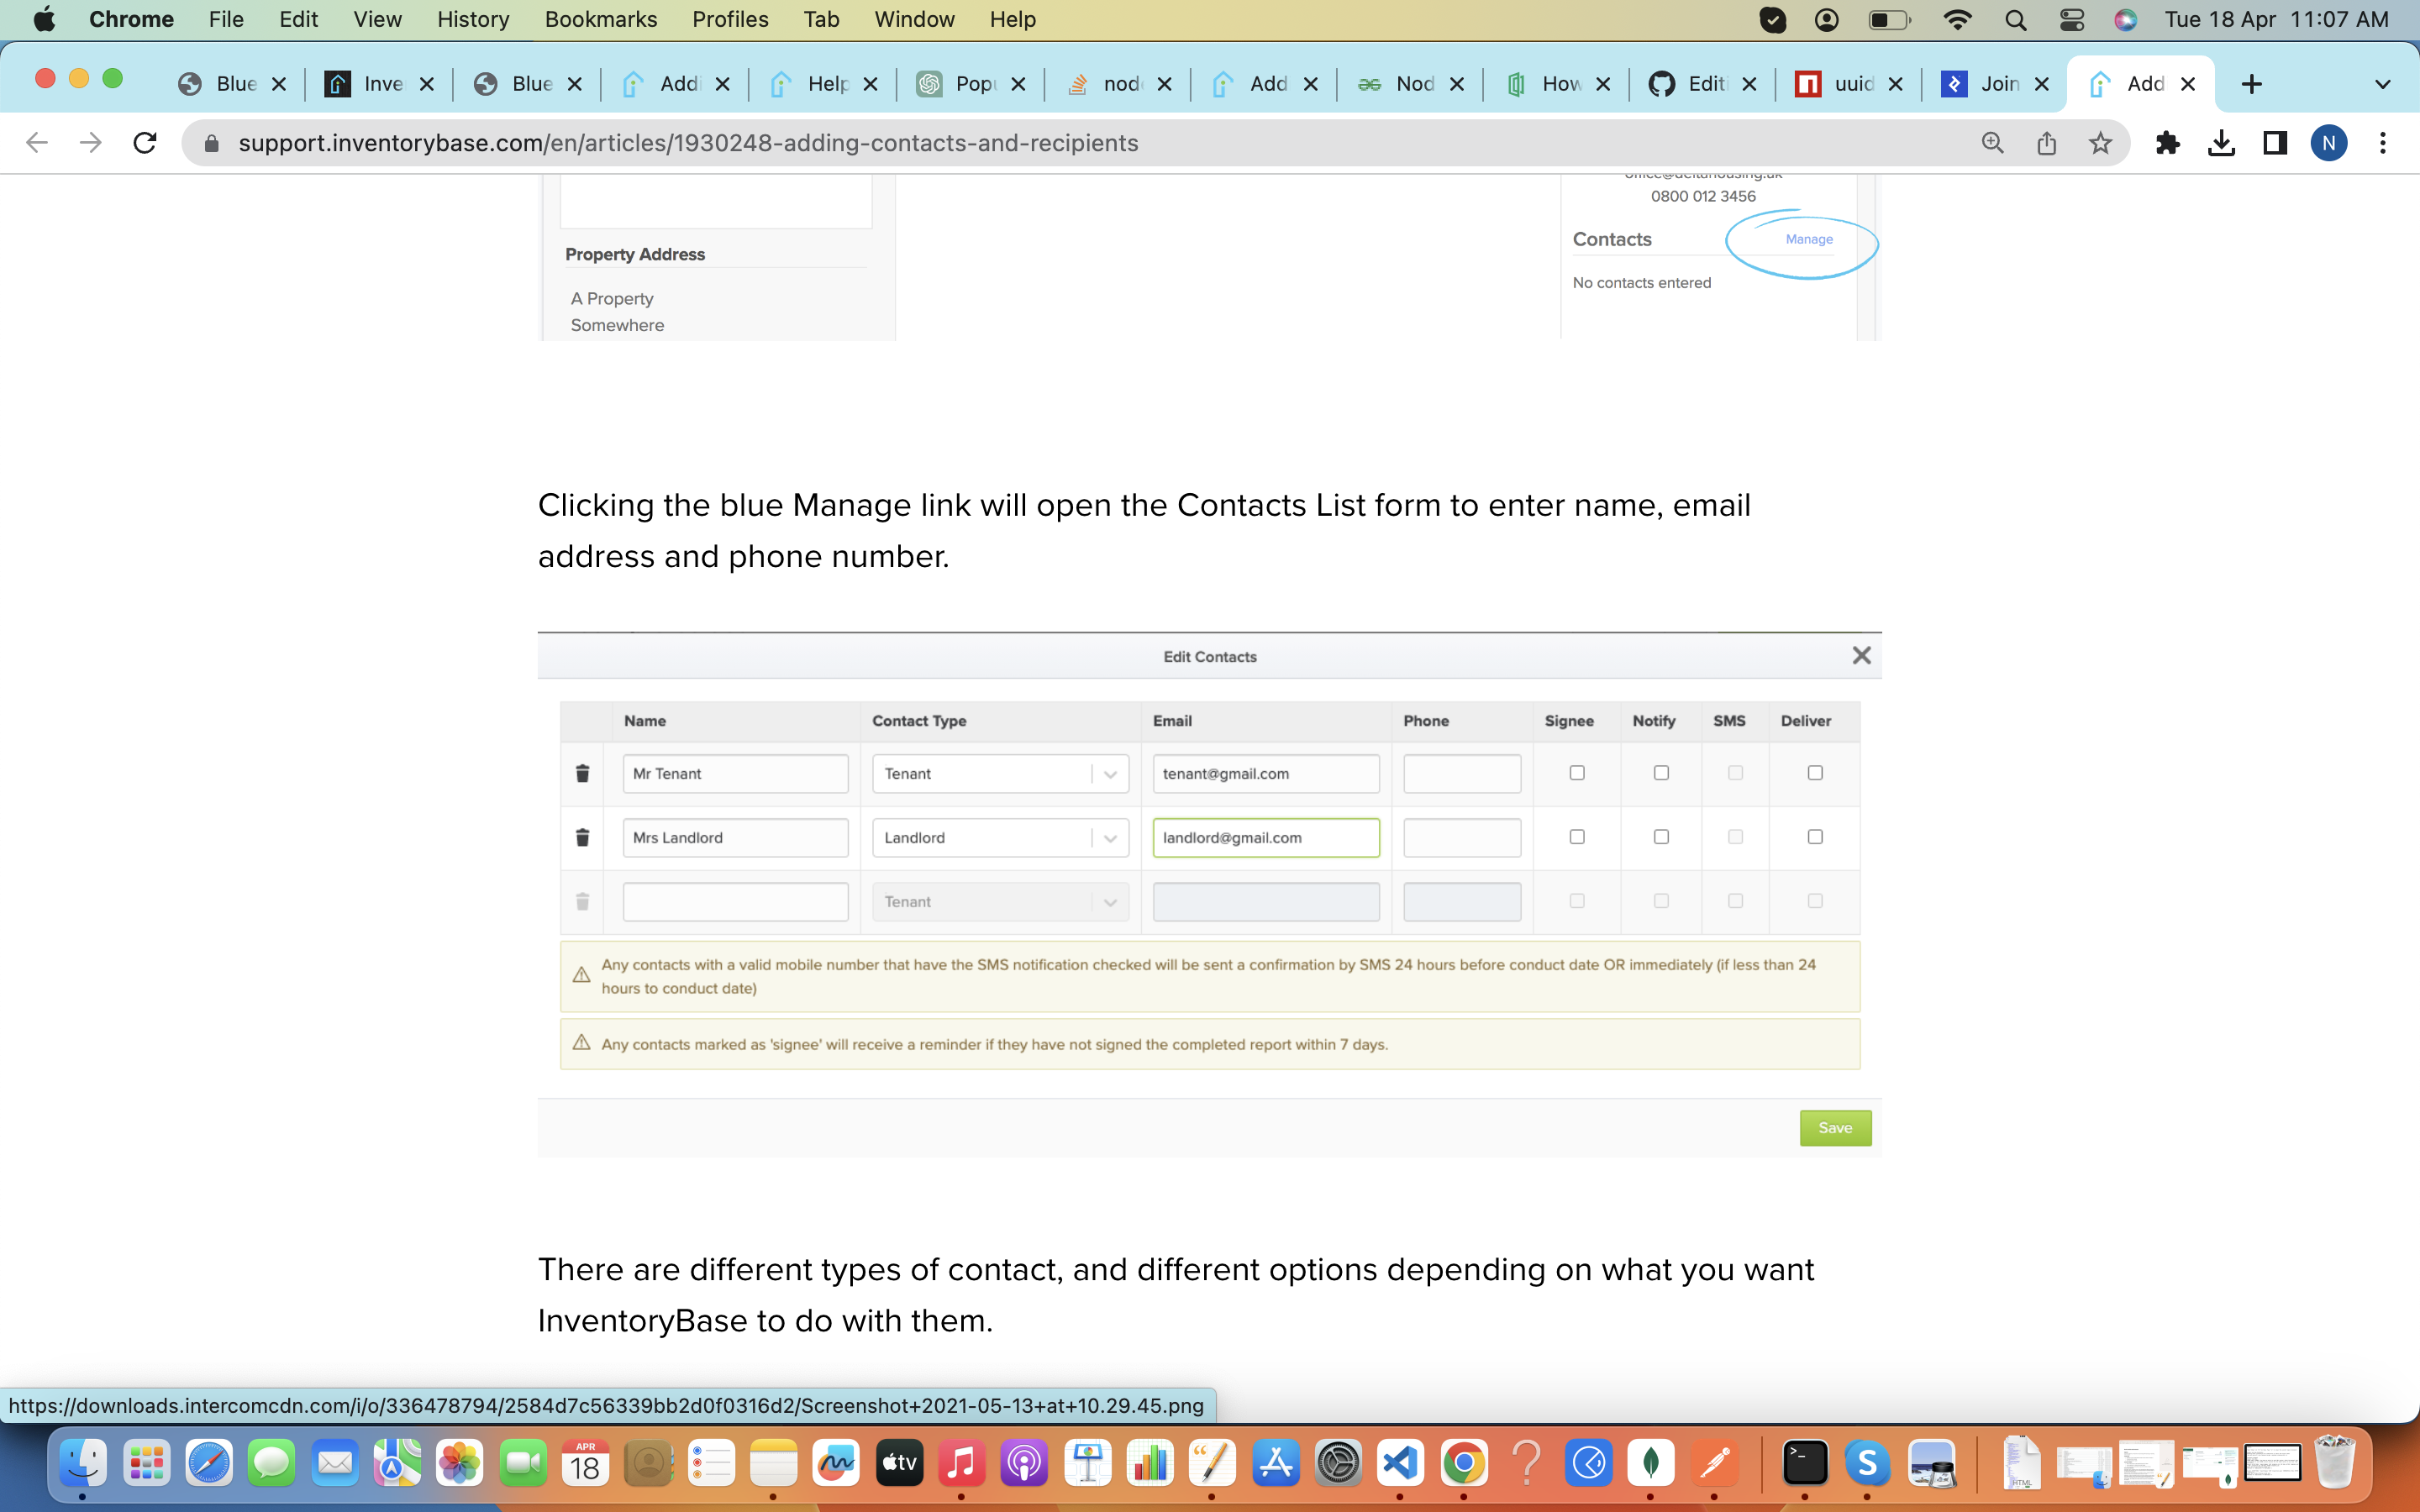 Chrome File Edit View History Bookmarks Profiles Tab Window Help Tue 18 Apr 11:07 AM
Blue Inve Blue Addi Help Popu node Add Nod How Editi uuid Join Add
support.inventorybase.com/en/articles/1930248-adding-contacts-and-recipients N
office@deltahousing.uk
0800 012 3456
Contacts Manage
No contacts entered
Property Address
A Property
Somewhere
Clicking the blue Manage link will open the Contacts List form to enter name, email
address and phone number.
Edit Contacts
Name Contact Type Email Phone Signee Notify SMS Deliver
Mr Tenant Tenant tenant@gmail.com
Mrs Landlord Landlord landlord@gmail.com
Tenant
Any contacts with a valid mobile number that have the SMS notification checked will be sent a confirmation by SMS 24 hours before conduct date OR immediately (if less than 24
hours to conduct date)
Any contacts marked as 'signee' will receive a reminder if they have not signed the completed report within 7 days.
Save
There are different types of contact, and different options depending on what you want
InventoryBase to do with them.
https://downloads.intercomcdn.com/i/o/336478794/2584d7c56339bb2d0f0316d2/Screenshot+2021-05-13+at+10.29.45.png
APR
18
tv
HTML